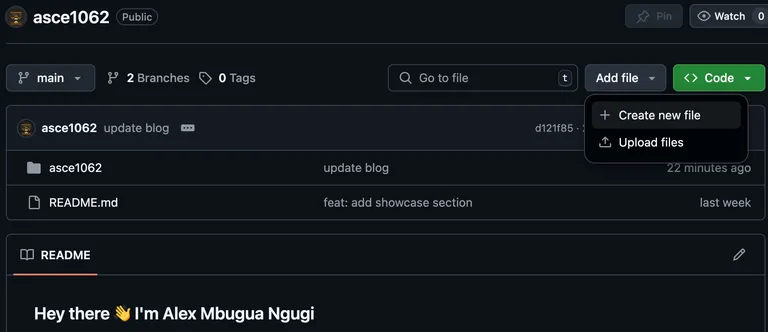 asce1062 Public Pin Watch 0
main 2 Branches 0 Tags Go to file t Add file Code
Create new file
Upload files
asce1062 update blog d121f85 ·
asce1062 update blog 22 minutes ago
README.md feat: add showcase section last week
README
Hey there 👋 I'm Alex Mbugua Ngugi